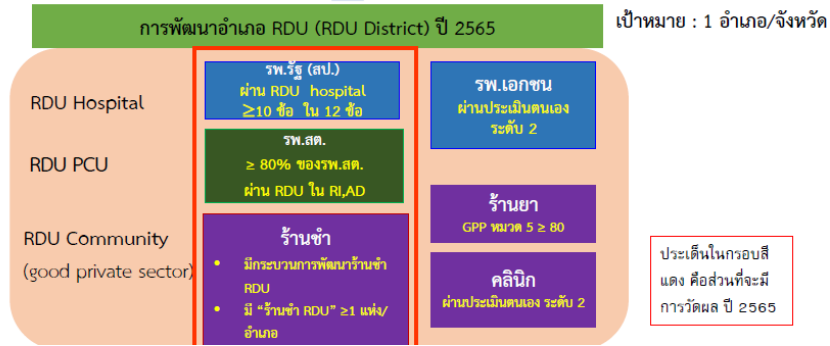 การพัฒนาอำเภอ RDU (RDU District) ปี 2565
เป้าหมาย : 1 อำเภอ/จังหวัด
RDU Hospital
รพ.รัฐ (สป.)
ผ่าน RDU hospital
≥10 ข้อ ใน 12 ข้อ
รพ.เอกชน
ผ่านประเมินตนเอง
ระดับ 2
RDU PCU
รพ.สต.
≥ 80% ของรพ.สต.
ผ่าน RDU ใน RI,AD
RDU Community
(good private sector)
ร้านชำ
• มีกระบวนการพัฒนาร้านชำ
RDU
• มี "ร้านชำ RDU" ≥1 แห่ง/
อำเภอ
ร้านยา
GPP หมวด 5 ≥ 80
คลินิก
ผ่านประเมินตนเอง ระดับ 2
ประเด็นในกรอบสี
แดง คือส่วนที่จะมี
การวัดผล ปี 2565